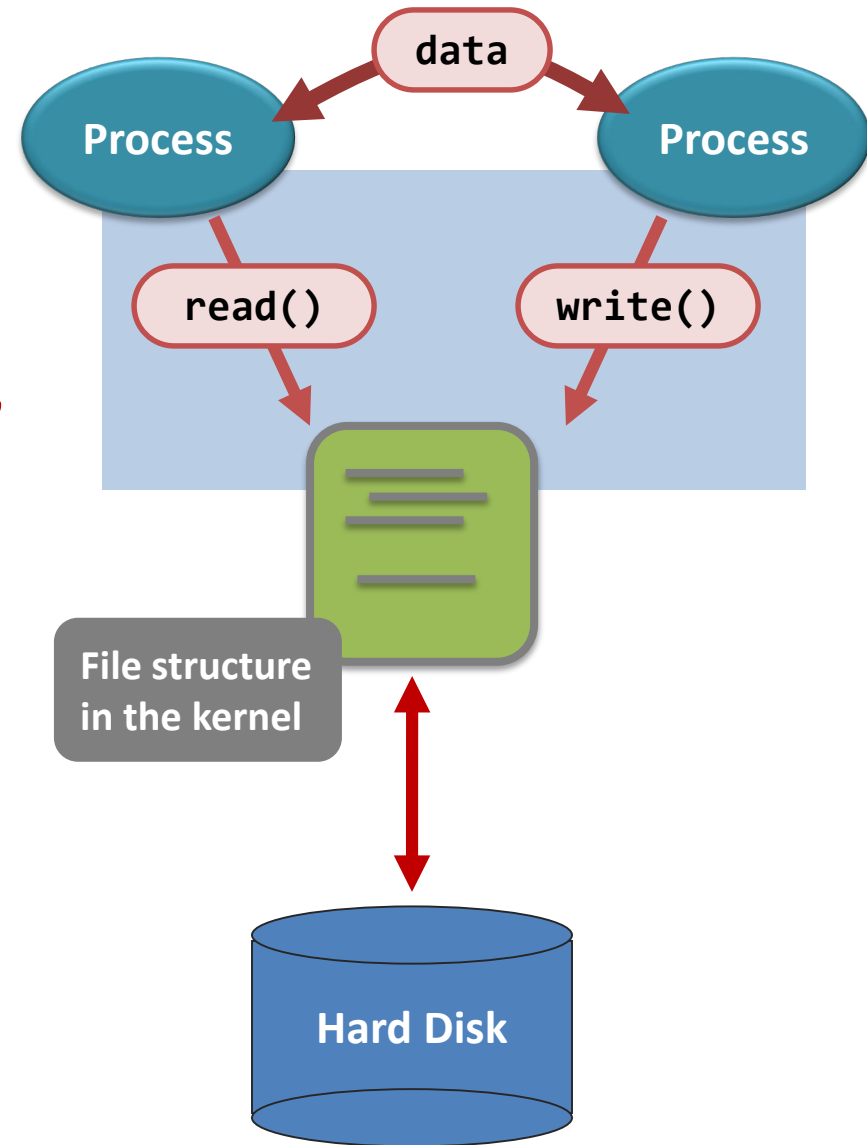 data
Process
Process
read()
write()
File structure
in the kernel
Hard Disk